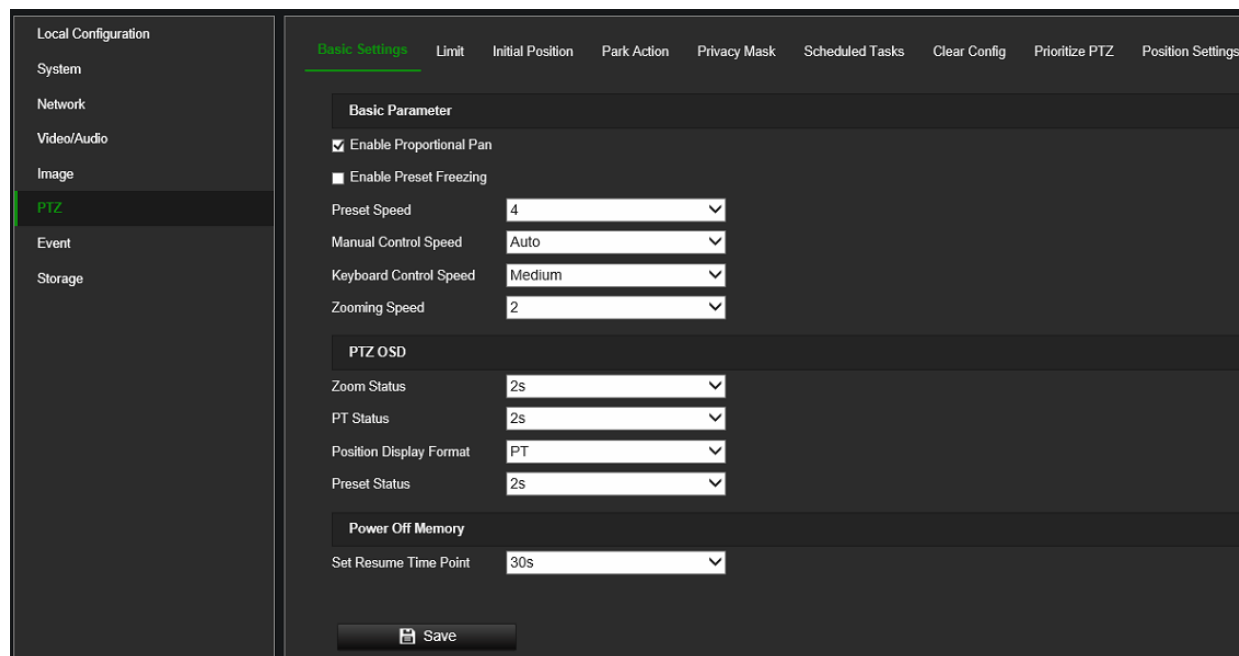 Local Configuration
System
Network
Video/Audio
Image
PTZ
Event
Storage
Basic Settings Limit Initial Position Park Action Privacy Mask Scheduled Tasks Clear Config Prioritize PTZ Position Settings
Basic Parameter
Enable Proportional Pan
Enable Preset Freezing
Preset Speed 4
Manual Control Speed Auto
Keyboard Control Speed Medium
Zooming Speed 2
PTZ OSD
Zoom Status 2s
PT Status 2s
Position Display Format PT
Preset Status 2s
Power Off Memory
Set Resume Time Point 30s
Save